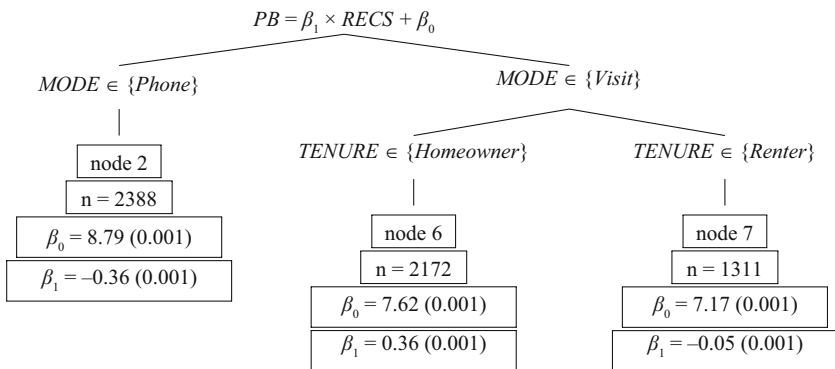 PB = β₁ × RECS + β₀
MODE ∈ {Phone}
MODE ∈ {Visit}
node 2
n = 2388
β₀ = 8.79 (0.001)
β₁ = –0.36 (0.001)
TENURE ∈ {Homeowner}
TENURE ∈ {Renter}
node 6
n = 2172
β₀ = 7.62 (0.001)
β₁ = 0.36 (0.001)
node 7
n = 1311
β₀ = 7.17 (0.001)
β₁ = –0.05 (0.001)